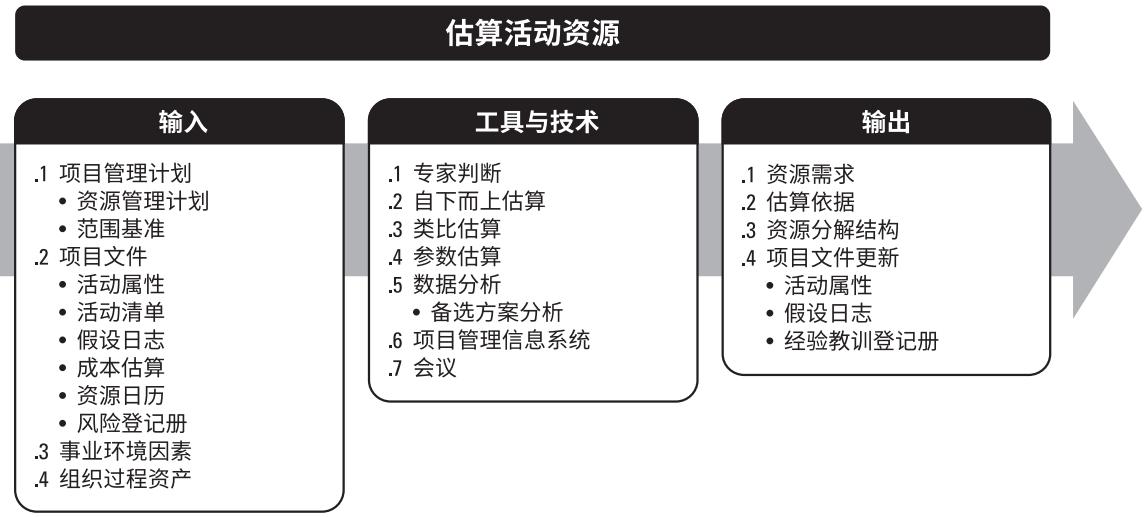 估算活动资源
输入
.1 项目管理计划
• 资源管理计划
• 范围基准
.2 项目文件
• 活动属性
• 活动清单
• 假设日志
• 成本估算
• 资源日历
• 风险登记册
.3 事业环境因素
.4 组织过程资产
工具与技术
.1 专家判断
.2 自下而上估算
.3 类比估算
.4 参数估算
.5 数据分析
• 备选方案分析
.6 项目管理信息系统
.7 会议
输出
.1 资源需求
.2 估算依据
.3 资源分解结构
.4 项目文件更新
• 活动属性
• 假设日志
• 经验教训登记册